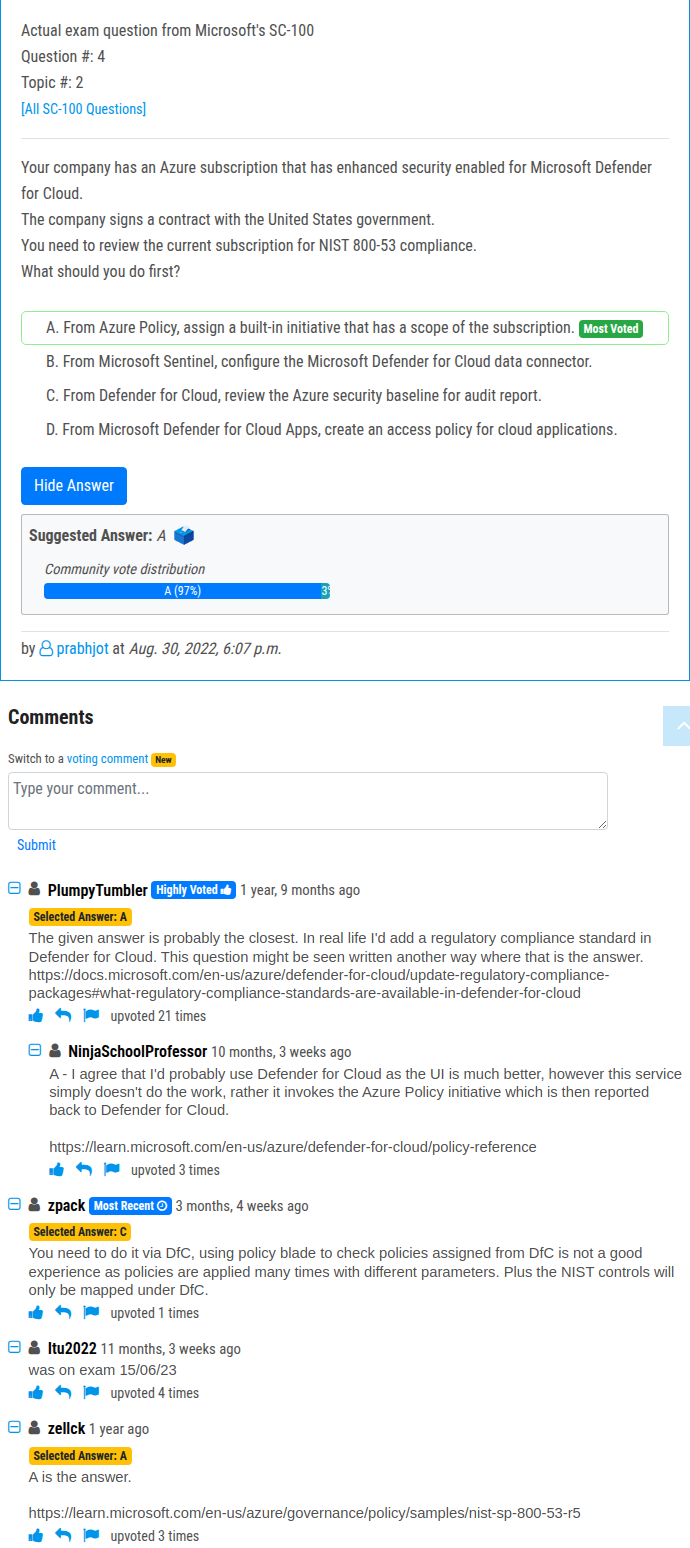 Actual exam question from Microsoft's SC-100
Question #: 4
Topic #: 2
[All SC-100 Questions]
Your company has an Azure subscription that has enhanced security enabled for Microsoft Defender
for Cloud.
The company signs a contract with the United States government.
You need to review the current subscription for NIST 800-53 compliance.
What should you do first?
A. From Azure Policy, assign a built-in initiative that has a scope of the subscription. Most Voted
B. From Microsoft Sentinel, configure the Microsoft Defender for Cloud data connector.
C. From Defender for Cloud, review the Azure security baseline for audit report.
D. From Microsoft Defender for Cloud Apps, create an access policy for cloud applications.
Hide Answer
Suggested Answer: A
Community vote distribution
A (97%) 3
by prabhjot at Aug. 30, 2022, 6:07 p.m.
Comments
Switch to a voting comment New
Type your comment...
Submit
PlumpyTumbler Highly Voted 1 year, 9 months ago
Selected Answer: A
The given answer is probably the closest. In real life I'd add a regulatory compliance standard in
Defender for Cloud. This question might be seen written another way where that is the answer.
https://docs.microsoft.com/en-us/azure/defender-for-cloud/update-regulatory-compliance-
packages#what-regulatory-compliance-standards-are-available-in-defender-for-cloud
upvoted 21 times
NinjaSchoolProfessor 10 months, 3 weeks ago
A - I agree that I'd probably use Defender for Cloud as the UI is much better, however this service
simply doesn't do the work, rather it invokes the Azure Policy initiative which is then reported
back to Defender for Cloud.
https://learn.microsoft.com/en-us/azure/defender-for-cloud/policy-reference
upvoted 3 times
zpack Most Recent 3 months, 4 weeks ago
Selected Answer: C
You need to do it via DfC, using policy blade to check policies assigned from DfC is not a good
experience as policies are applied many times with different parameters. Plus the NIST controls will
only be mapped under DfC.
upvoted 1 times
Itu2022 11 months, 3 weeks ago
was on exam 15/06/23
upvoted 4 times
zellck 1 year ago
Selected Answer: A
A is the answer.
https://learn.microsoft.com/en-us/azure/governance/policy/samples/nist-sp-800-53-r5
upvoted 3 times